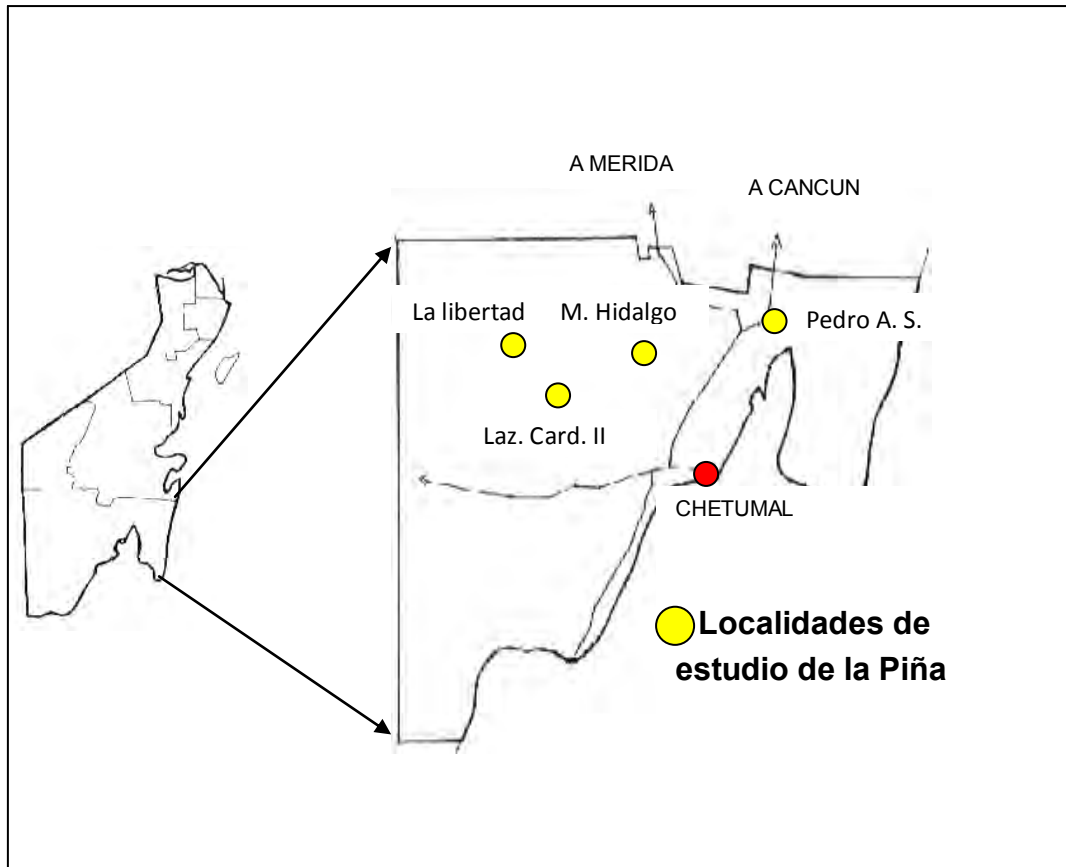 A MERIDA
A CANCUN
La libertad
M. Hidalgo
Pedro A. S.
Laz. Card. II
CHETUMAL
Localidades de
estudio de la Piña